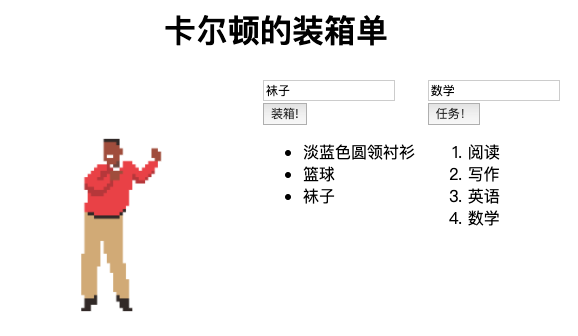 卡尔顿的装箱单
袜子
装箱!
淡蓝色圆领衬衫
篮球
袜子
数学
任务!
1. 阅读
2. 写作
3. 英语
4. 数学